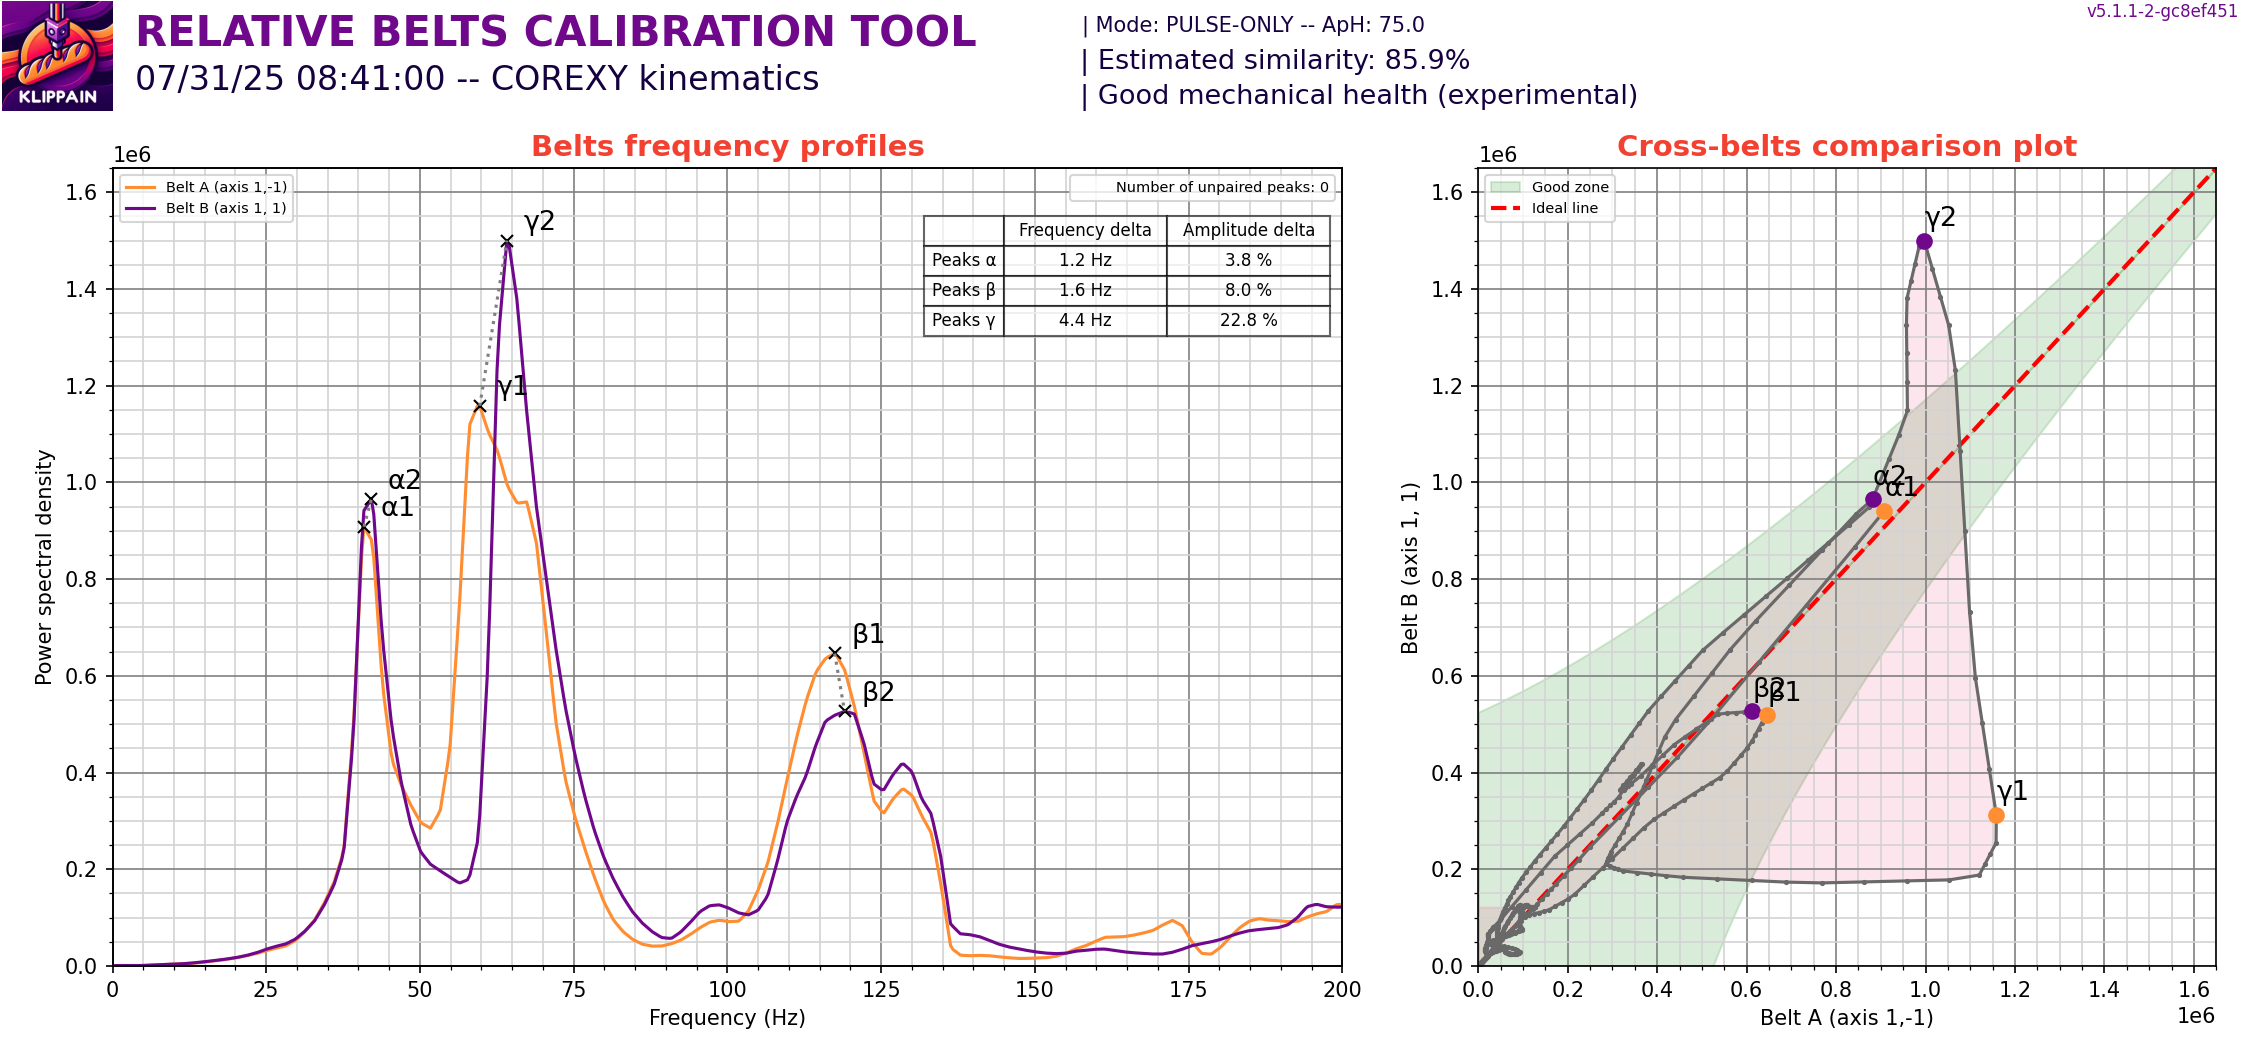 KLIPPAIN
RELATIVE BELTS CALIBRATION TOOL
07/31/25 08:41:00 -- COREXY kinematics
| Mode: PULSE-ONLY -- ApH: 75.0
| Estimated similarity: 85.9%
| Good mechanical health (experimental)
v5.1.1-2-gc8ef451
Belts frequency profiles
1e6
Belt A (axis 1,-1)
Belt B (axis 1, 1)
Number of unpaired peaks: 0
Frequency delta Amplitude delta
Peaks α 1.2 Hz 3.8 %
Peaks β 1.6 Hz 8.0 %
Peaks γ 4.4 Hz 22.8 %
γ2
γ1
α2
α1
β1
β2
Power spectral density
1.6
1.4
1.2
1.0
0.8
0.6
0.4
0.2
0.0
0 25 50 75 100 125 150 175 200
Frequency (Hz)
Cross-belts comparison plot
1e6
Good zone
Ideal line
γ2
α2
α1
β2
β1
γ1
Belt B (axis 1, 1)
1.6
1.4
1.2
1.0
0.8
0.6
0.4
0.2
0.0
0.0 0.2 0.4 0.6 0.8 1.0 1.2 1.4 1.6
Belt A (axis 1,-1)
1e6